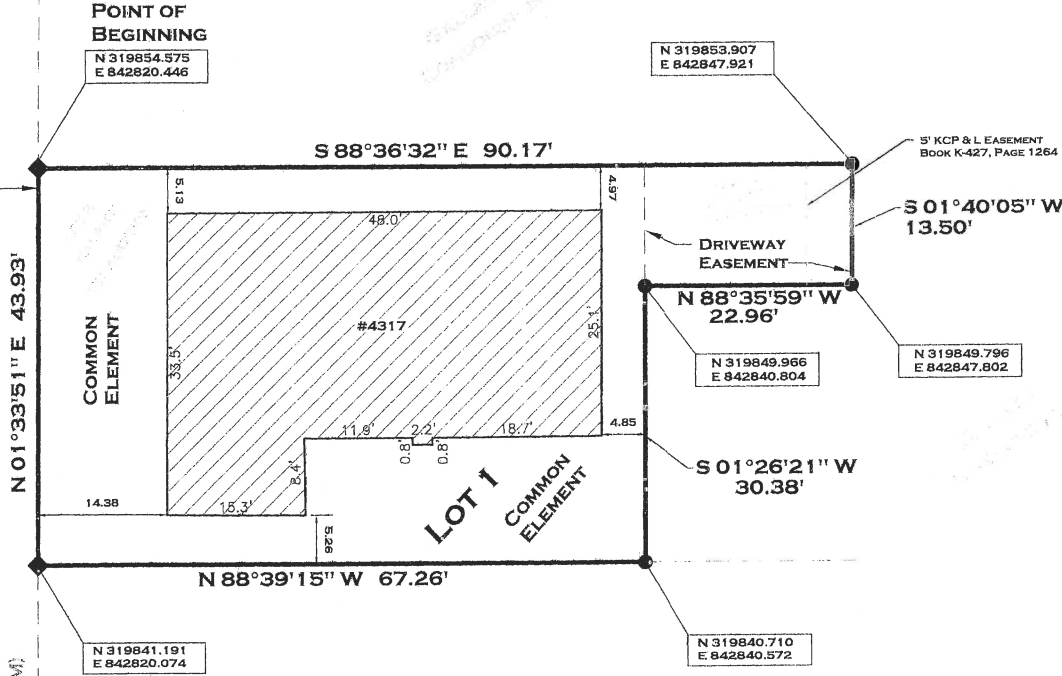 POINT OF
BEGINNING
N 319854.575
E 842820.446
N 319853.907
E 842847.921
S 88°36'32" E 90.17'
5' KCP & L EASEMENT
BOOK K-427, PAGE 1264
5.13
4.97
48.0'
S 01°40'05" W
13.50'
DRIVEWAY
EASEMENT
N 88°35'59" W
22.96'
N 01°33'51" E 43.93'
COMMON
ELEMENT
33.5'
#4317
25.1'
N 319849.966
E 842840.804
N 319849.796
E 842847.802
11.9'
2.2'
18.7'
4.85
0.8'
0.8'
8.4'
S 01°26'21" W
30.38'
14.38
15.3'
LOT 1
COMMON
ELEMENT
5.26
N 88°39'15" W 67.26'
N 319841.191
E 842820.074
N 319840.710
E 842840.572